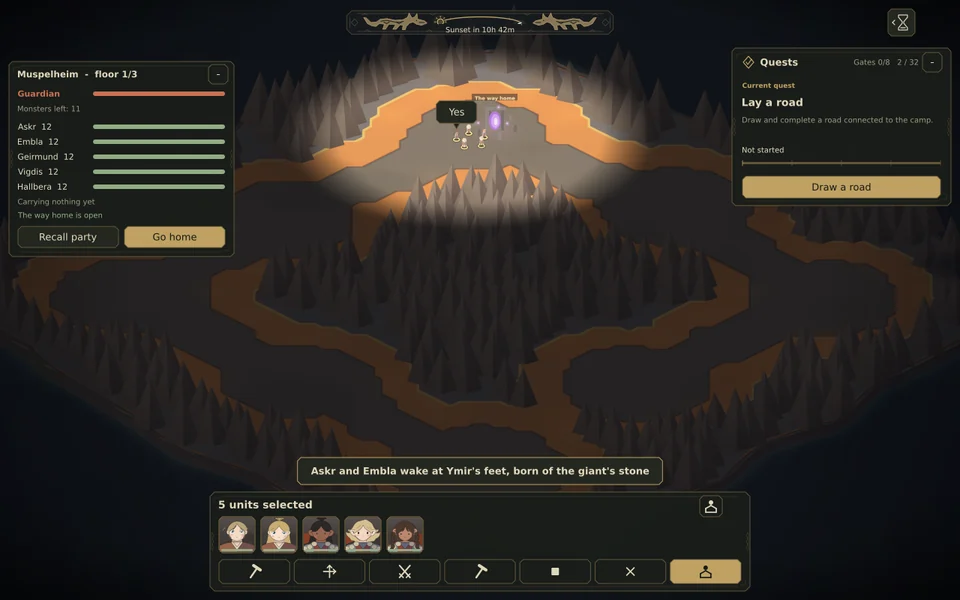 Sunset in 10h 42m
Muspelheim - floor 1/3
-
Guardian
Monsters left: 11
Askr 12
Embla 12
Geirmund 12
Vigdis 12
Hallbera 12
Carrying nothing yet
The way home is open
Recall party
Go home
The way home
Yes
Quests
Gates 0/8 2 / 32
-
Current quest
Lay a road
Draw and complete a road connected to the camp.
Not started
Draw a road
Askr and Embla wake at Ymir's feet, born of the giant's stone
5 units selected